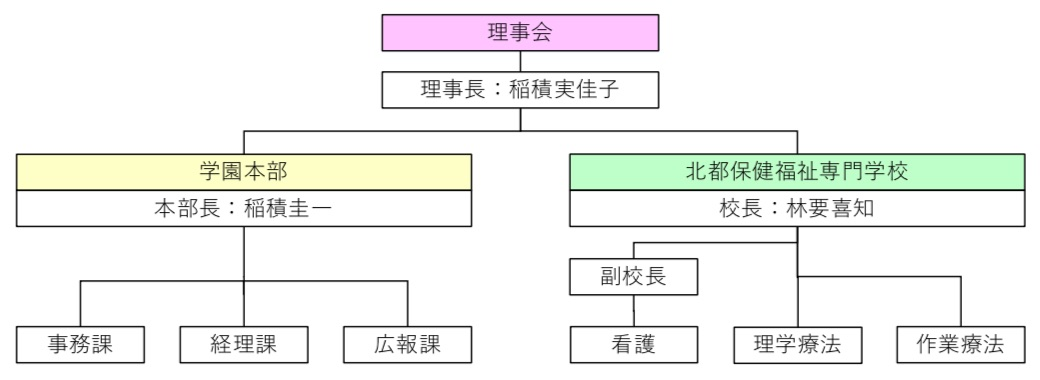 理事会
理事長：稲積実佳子
学園本部
本部長：稲積圭一
北都保健福祉専門学校
校長：林要喜知
副校長
事務課
経理課
広報課
看護
理学療法
作業療法